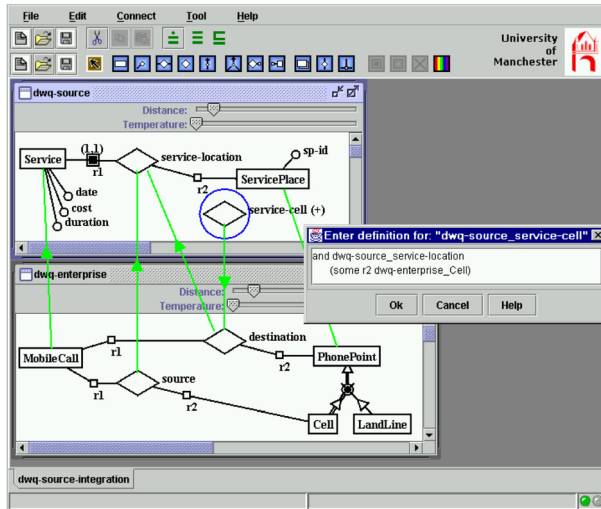 File Edit Connect Tool Help
University
of
Manchester
dwq-source
Distance:
Temperature:
(1,1)
Service
r1
service-location
sp-id
r2
ServicePlace
date
cost
duration
service-cell (+)
Enter definition for: "dwq-source_service-cell"
and dwq-source_service-location
(some r2 dwq-enterprise_Cell)
Ok Cancel Help
dwq-enterprise
Distance:
Temperature:
r1
destination
MobileCall
r2
PhonePoint
source
r1
r2
Cell
LandLine
dwq-source-integration